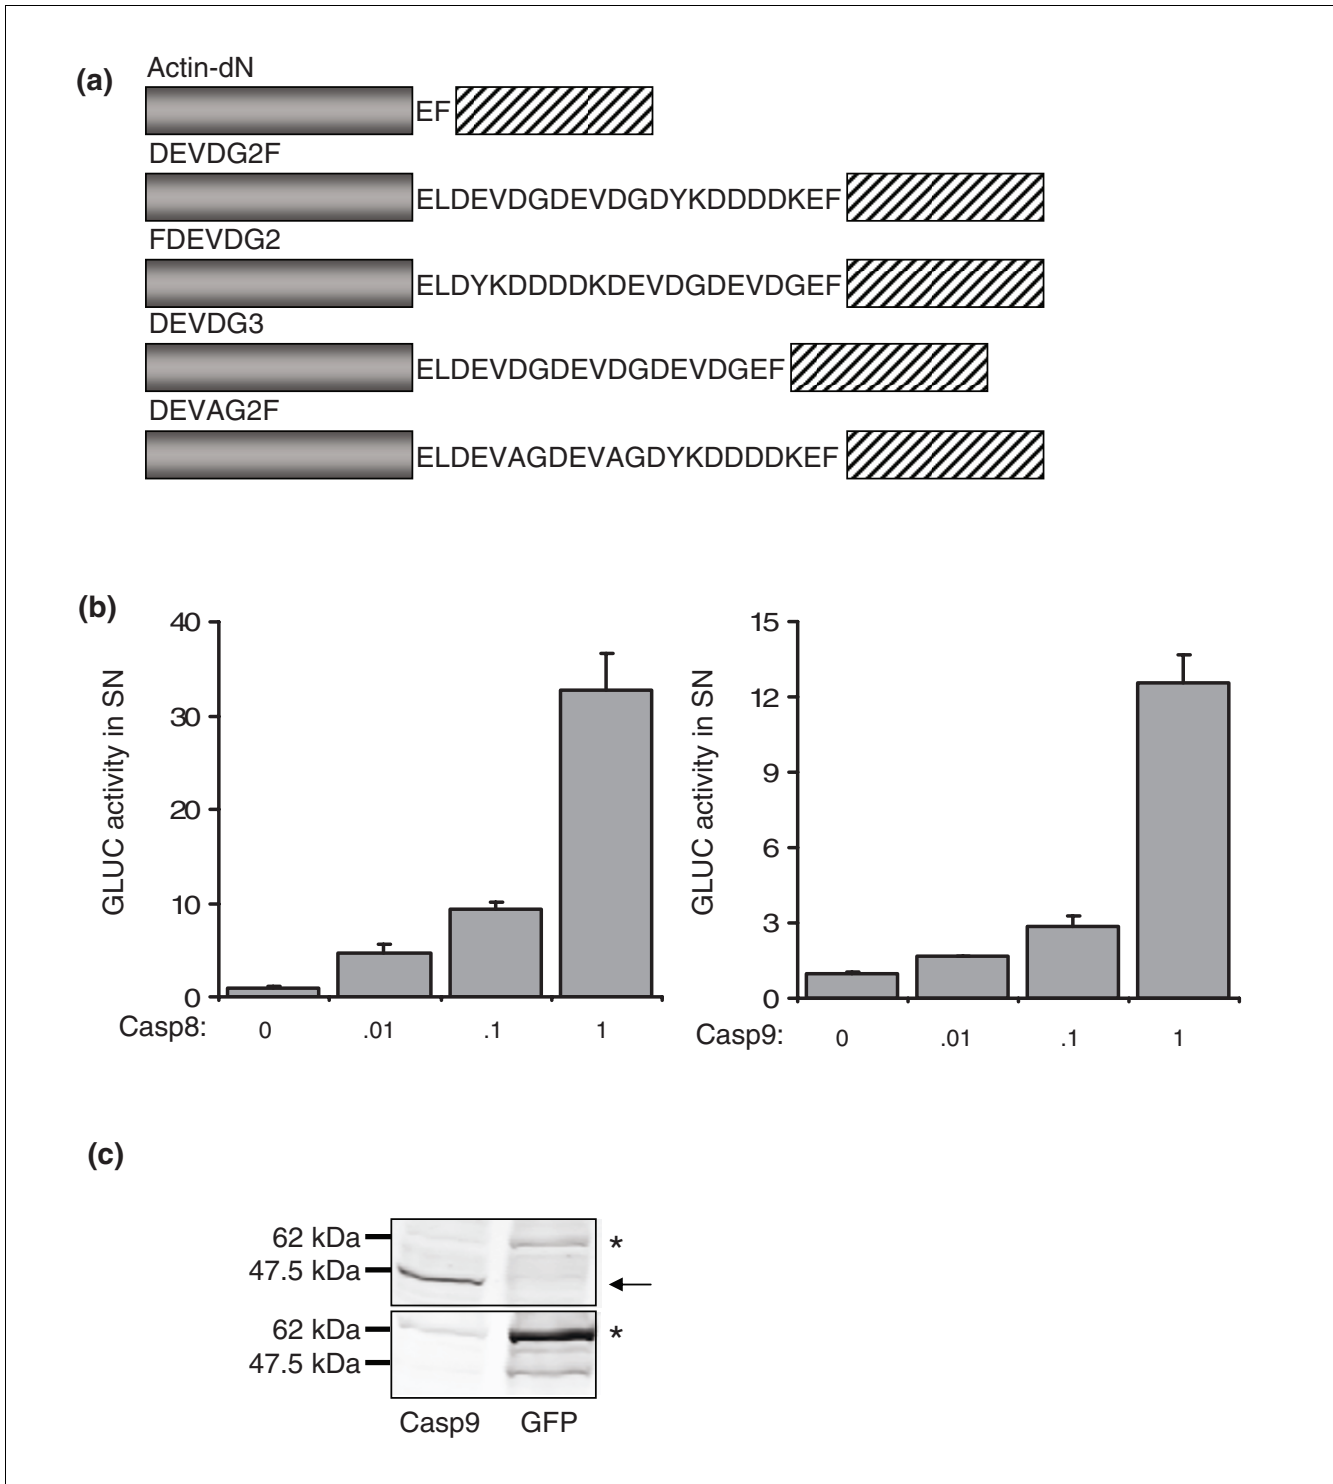 (a)
Actin-dN
EF
DEVDG2F
ELDEVDGDEVDGDYKDDDDKEF
FDEVDG2
ELDYKDDDDKDEVDGDEVDGEF
DEVDG3
ELDEVDGDEVDGDEVDGEF
DEVAG2F
ELDEVAGDEVAGDYKDDDDKEF
(b)
GLUC activity in SN
40
30
20
10
0
Casp8: 0 .01 .1 1
GLUC activity in SN
15
12
9
6
3
0
Casp9: 0 .01 .1 1
(c)
62 kDa *
47.5 kDa
62 kDa *
47.5 kDa
Casp9 GFP